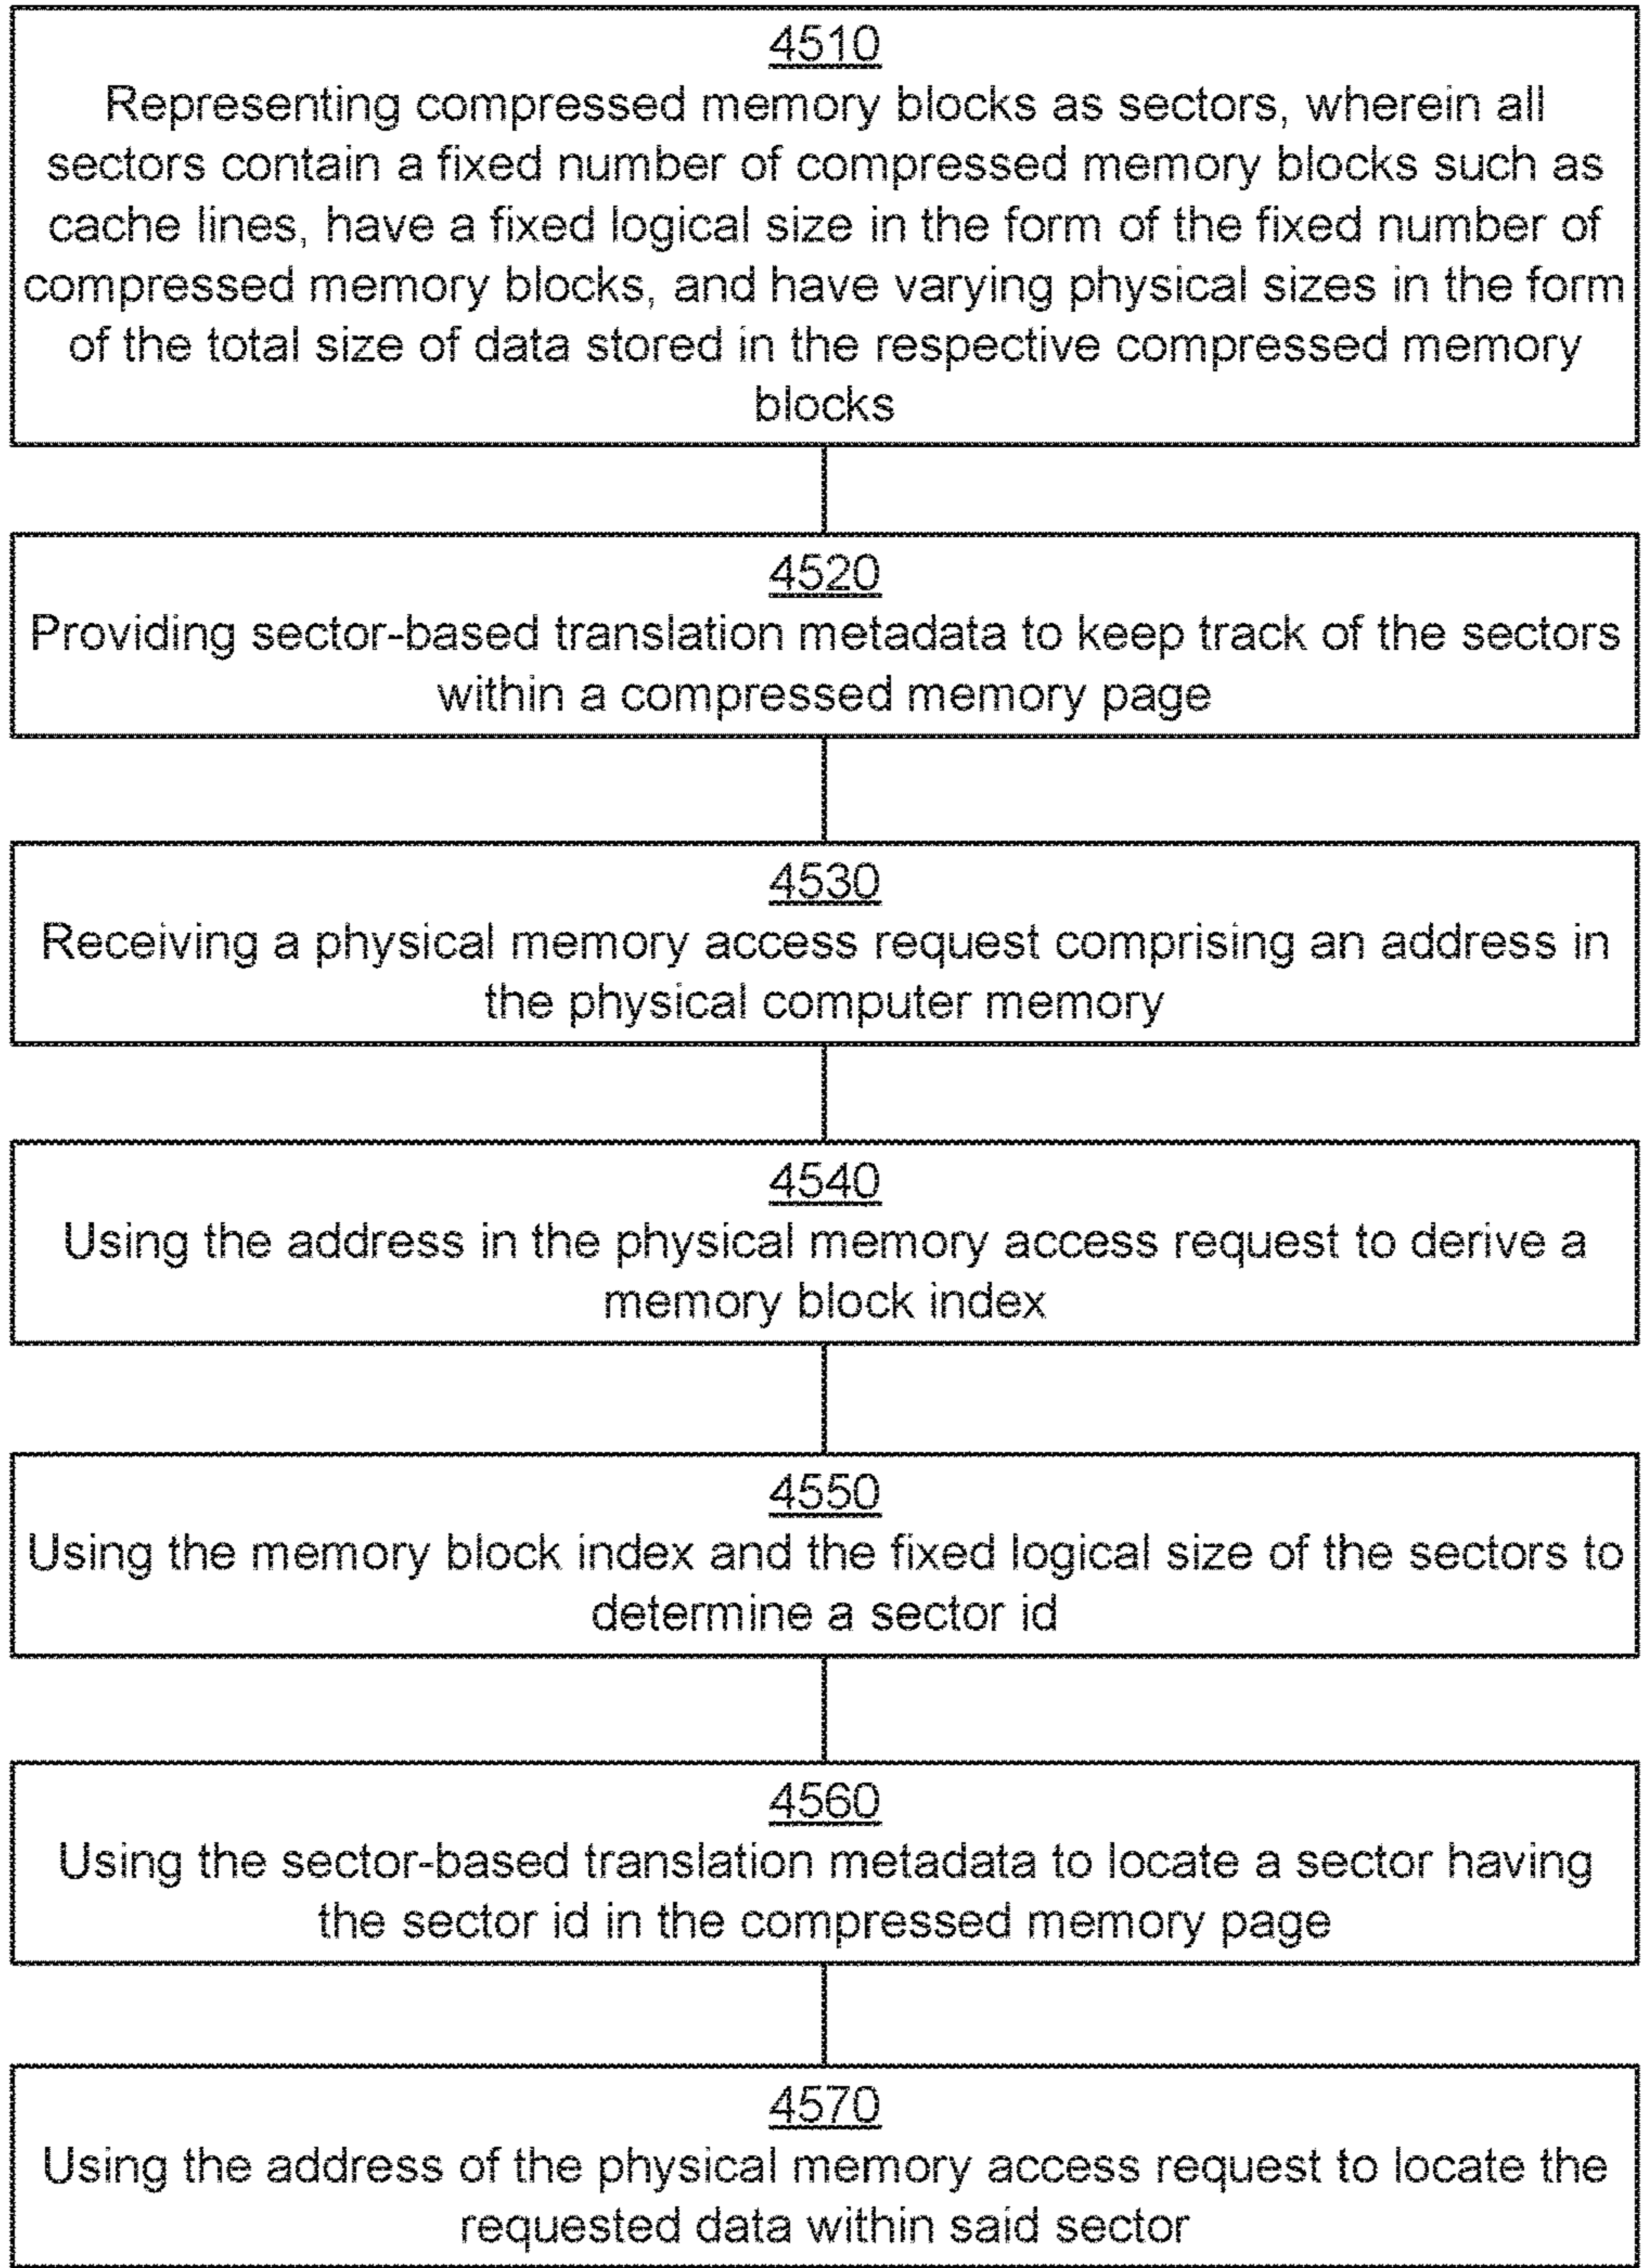 4510
Representing compressed memory blocks as sectors, wherein all
sectors contain a fixed number of compressed memory blocks such as
cache lines, have a fixed logical size in the form of the fixed number of
compressed memory blocks, and have varying physical sizes in the form
of the total size of data stored in the respective compressed memory
blocks
4520
Providing sector-based translation metadata to keep track of the sectors
within a compressed memory page
4530
Receiving a physical memory access request comprising an address in
the physical computer memory
4540
Using the address in the physical memory access request to derive a
memory block index
4550
Using the memory block index and the fixed logical size of the sectors to
determine a sector id
4560
Using the sector-based translation metadata to locate a sector having
the sector id in the compressed memory page
4570
Using the address of the physical memory access request to locate the
requested data within said sector